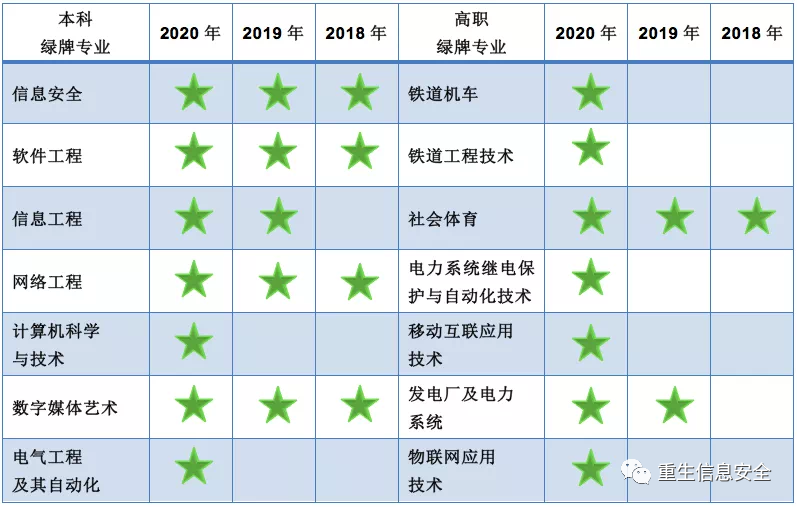 本科
绿牌专业
2020 年
2019 年
2018 年
高职
绿牌专业
2020 年
2019 年
2018 年
信息安全
铁道机车
软件工程
铁道工程技术
信息工程
社会体育
网络工程
电力系统继电保
护与自动化技术
计算机科学
与技术
移动互联应用
技术
数字媒体艺术
发电厂及电力
系统
电气工程
及其自动化
物联网应用
技术
重生信息安全